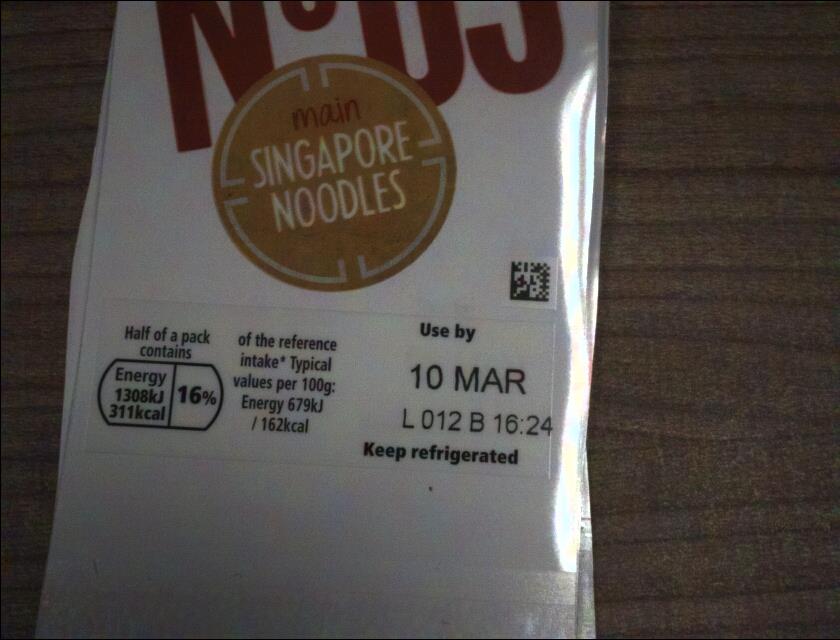 No05
main
SINGAPORE
NOODLES
Half of a pack
contains
Energy
1308kJ
311kcal
16%
of the reference
intake* Typical
values per 100g:
Energy 679kJ
/ 162kcal
Use by
10 MAR
L 012 B 16:24
Keep refrigerated